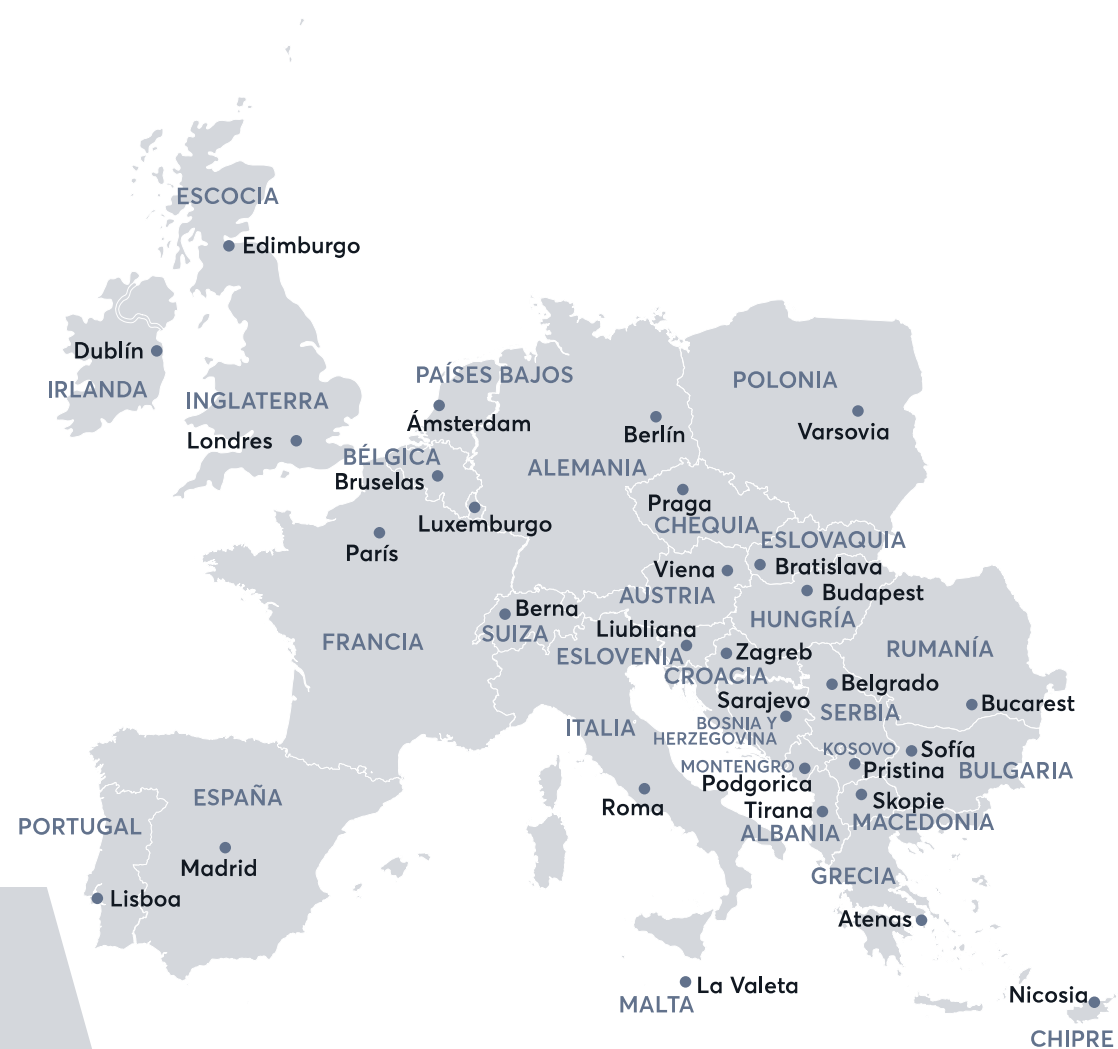 ESCOCIA
Edimburgo
Dublín
IRLANDA
INGLATERRA
Londres
PAÍSES BAJOS
Ámsterdam
BÉLGICA
Bruselas
Luxemburgo
París
FRANCIA
ALEMANIA
Berlín
POLONIA
Varsovia
Praga
CHEQUIA
ESLOVAQUIA
Bratislava
Viena
AUSTRIA
Budapest
HUNGRÍA
Berna
SUIZA
Liubliana
ESLOVENIA
Zagreb
CROACIA
RUMANÍA
Bucarest
Belgrado
SERBIA
Sarajevo
BOSNIA Y
HERZEGOVINA
ITALIA
Roma
MONTENGRO
Podgorica
KOSOVO
Pristina
Sofía
BULGARIA
Skopie
MACEDONIA
Tirana
ALBANIA
GRECIA
Atenas
ESPAÑA
Madrid
PORTUGAL
Lisboa
La Valeta
MALTA
Nicosia
CHIPRE